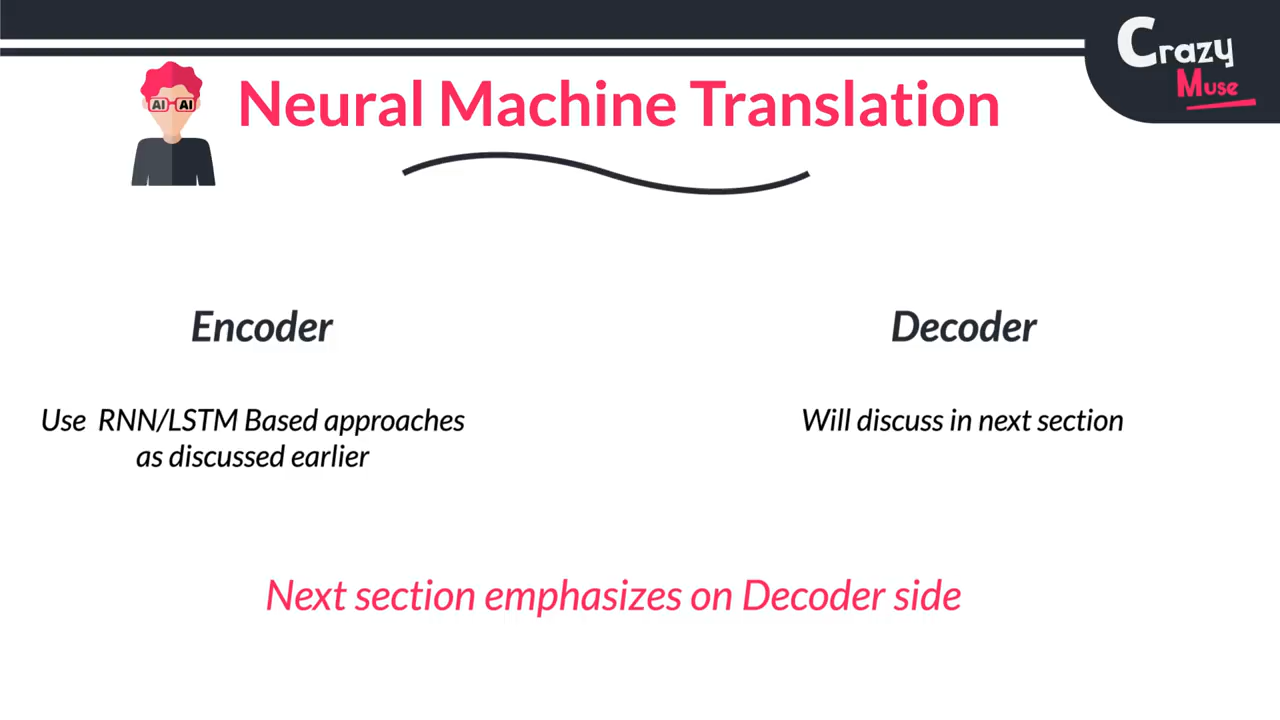 Crazy
Muse
AI AI
Neural Machine Translation
Encoder
Decoder
Use RNN/LSTM Based approaches
as discussed earlier
Will discuss in next section
Next section emphasizes on Decoder side